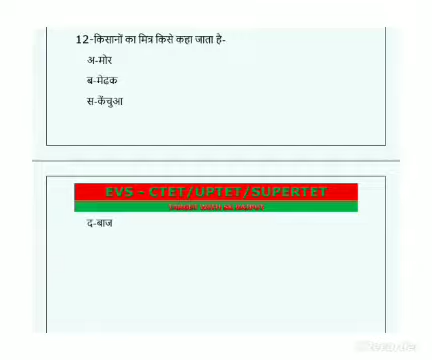 12-किसानों का मित्र किसे कहा जाता है-
अ-मोर
ब-मेढक
स-केंचुआ
EVS - CTET/UPTET/SUPERTET
द-बाज